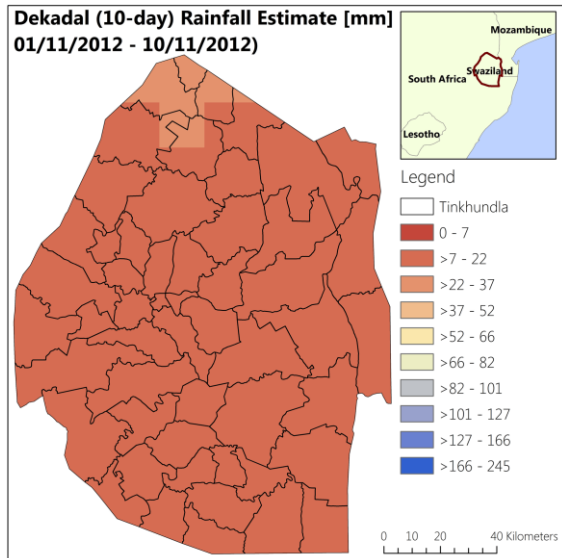 Dekadal (10-day) Rainfall Estimate [mm]
01/11/2012 - 10/11/2012)
Mozambique
Swaziland
South Africa
Lesotho
Legend
Tinkhundla
0 - 7
>7 - 22
>22 - 37
>37 - 52
>52 - 66
>66 - 82
>82 - 101
>101 - 127
>127 - 166
>166 - 245
0 10 20 40 Kilometers